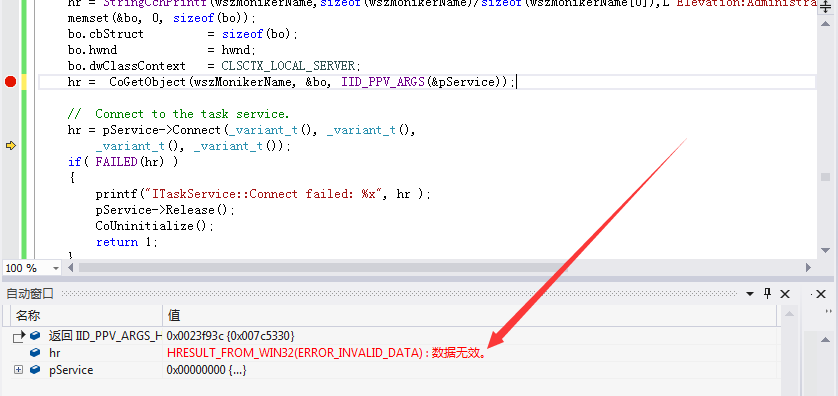 hr = StringCchPrintf(wszMonikerName,sizeof(wszMonikerName)/sizeof(wszMonikerName[0]),L"Elevation:Administra
memset(&bo, 0, sizeof(bo));
bo.cbStruct = sizeof(bo);
bo.hwnd = hwnd;
bo.dwClassContext = CLSCTX_LOCAL_SERVER;
hr = CoGetObject(wszMonikerName, &bo, IID_PPV_ARGS(&pService));
// Connect to the task service.
hr = pService->Connect(_variant_t(), _variant_t(),
_variant_t(), _variant_t());
if( FAILED(hr) )
{
printf("ITaskService::Connect failed: %x", hr );
pService->Release();
CoUninitialize();
return 1;
}
100 %
自动窗口
名称 值
返回 IID_PPV_ARGS_H 0x0023f93c {0x007c5330}
hr HRESULT_FROM_WIN32(ERROR_INVALID_DATA) : 数据无效。
pService 0x00000000 {...}